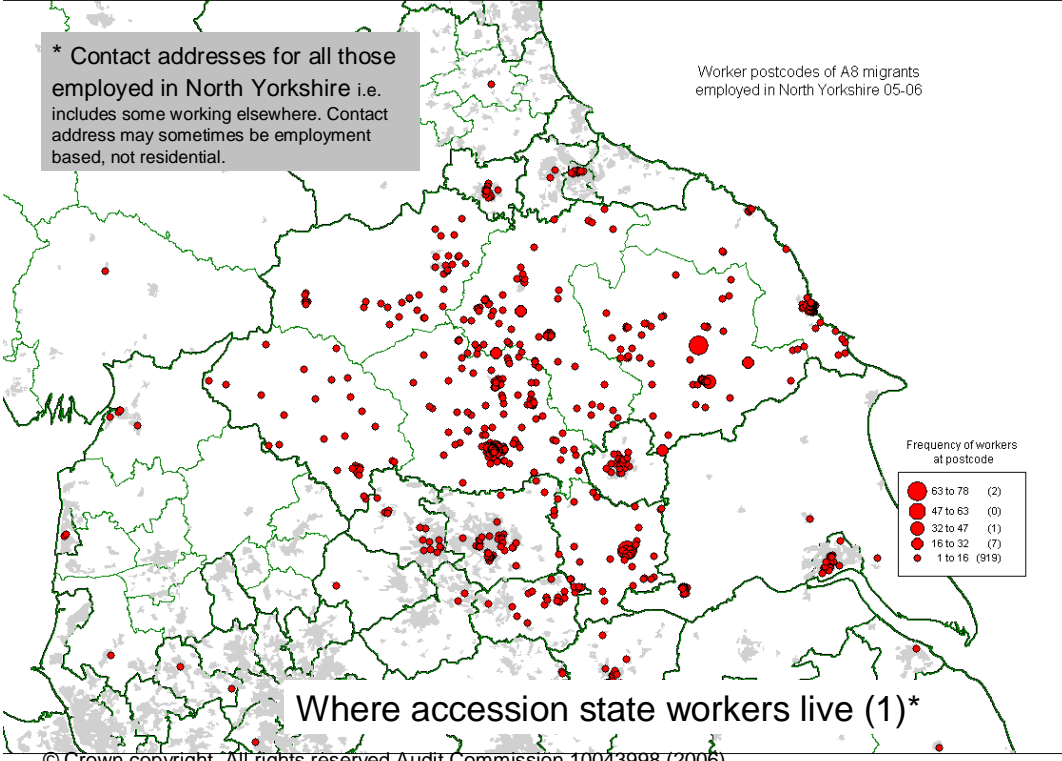 * Contact addresses for all those
employed in North Yorkshire i.e.
includes some working elsewhere. Contact
address may sometimes be employment
based, not residential.
Worker postcodes of A8 migrants
employed in North Yorkshire 05-06
Frequency of workers
at postcode
63 to 78 (2)
47 to 63 (0)
32 to 47 (1)
16 to 32 (7)
1 to 16 (919)
Where accession state workers live (1)*
© Crown copyright. All rights reserved Audit Commission 10043998 (2006)